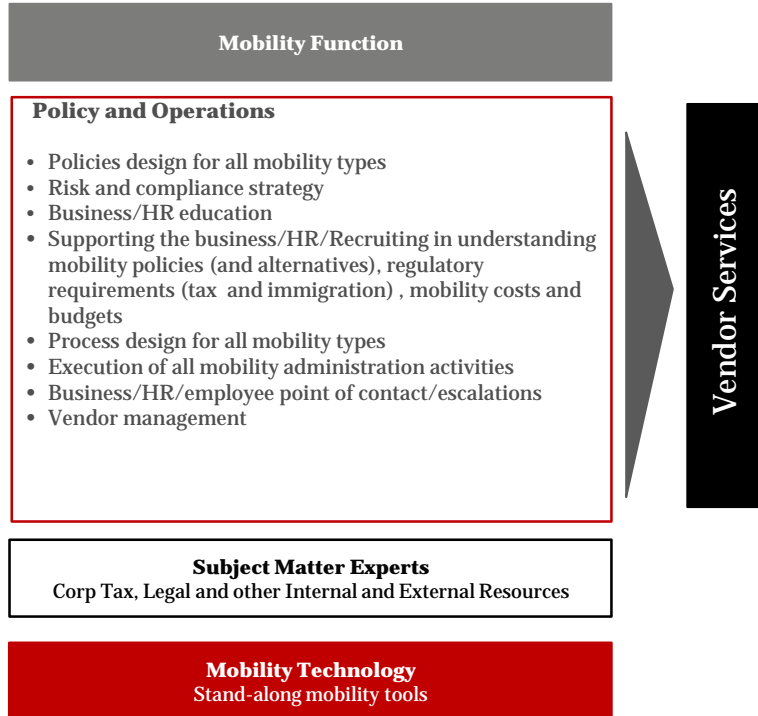 Mobility Function
Policy and Operations
• Policies design for all mobility types
• Risk and compliance strategy
• Business/HR education
• Supporting the business/HR/Recruiting in understanding
mobility policies (and alternatives), regulatory
requirements (tax and immigration) , mobility costs and
budgets
• Process design for all mobility types
• Execution of all mobility administration activities
• Business/HR/employee point of contact/escalations
• Vendor management
Vendor Services
Subject Matter Experts
Corp Tax, Legal and other Internal and External Resources
Mobility Technology
Stand-along mobility tools